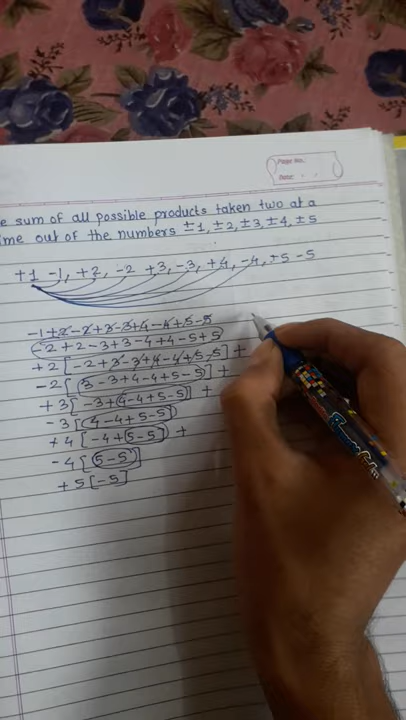 Page No.:
Date:
e sum of all possible products taken two at a
ime out of the numbers ±1, ±2, ±3, ±4, ±5
+1 -1, +2, -2 +3, -3, +4, -4, +5 -5
-1+2-2+3-3+4-4+5-5
-2+2-3+3-4+4-5+5
+2[-2+3-3+4-4+5-5] +
-2[3-3+4-4+5-5] +
+3[-3+4-4+5-5] +
-3[4-4+5-5]
+4[-4+5-5] +
-4[5-5]
+5[-5]